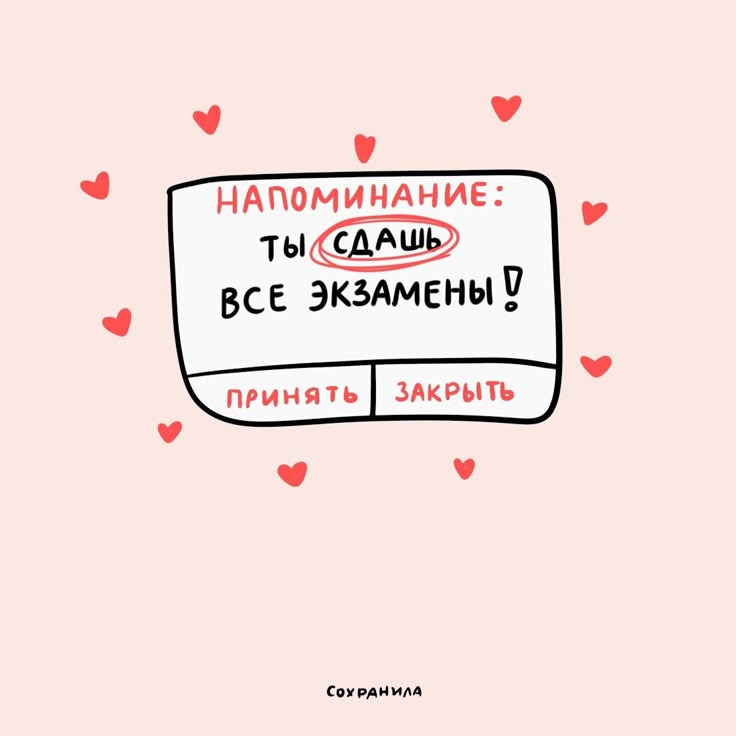 НАПОМИНАНИЕ:
ТЫ СДАШЬ
ВСЕ ЭКЗАМЕНЫ!
ПРИНЯТЬ
ЗАКРЫТЬ
СОХРАНИЛА